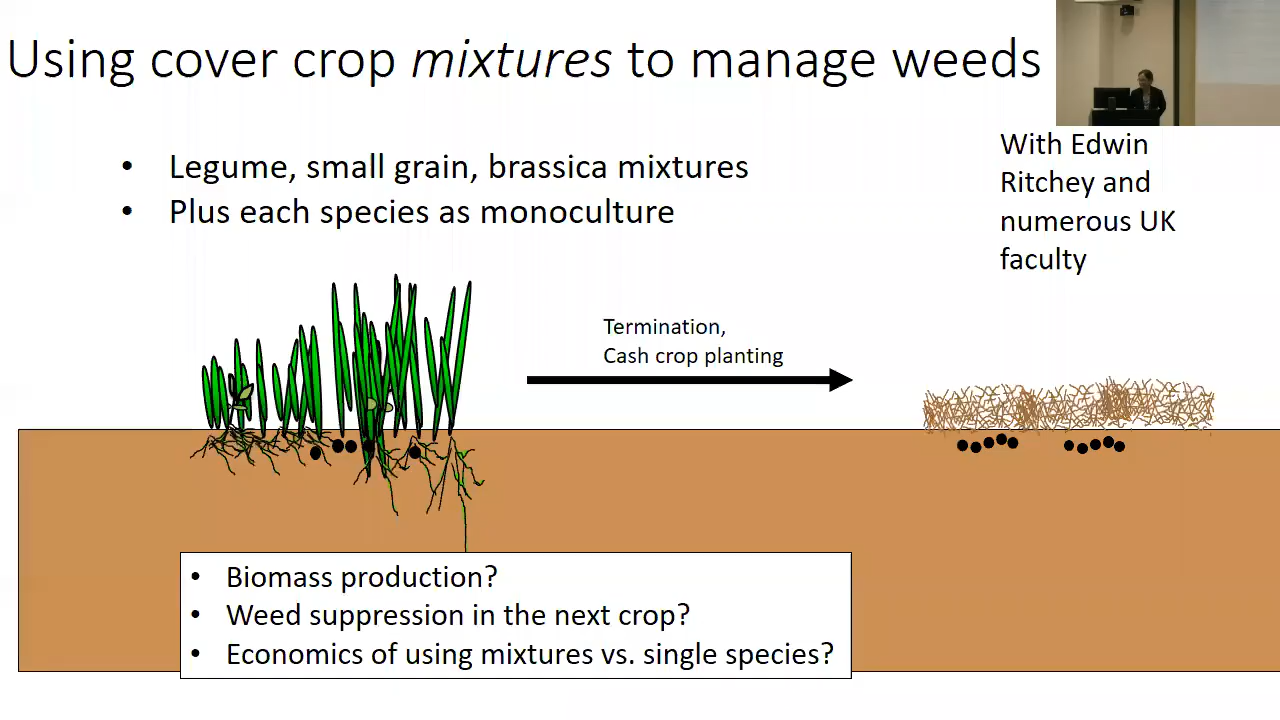 Using cover crop mixtures to manage weeds
• Legume, small grain, brassica mixtures
• Plus each species as monoculture
With Edwin
Ritchey and
numerous UK
faculty
Termination,
Cash crop planting
• Biomass production?
• Weed suppression in the next crop?
• Economics of using mixtures vs. single species?